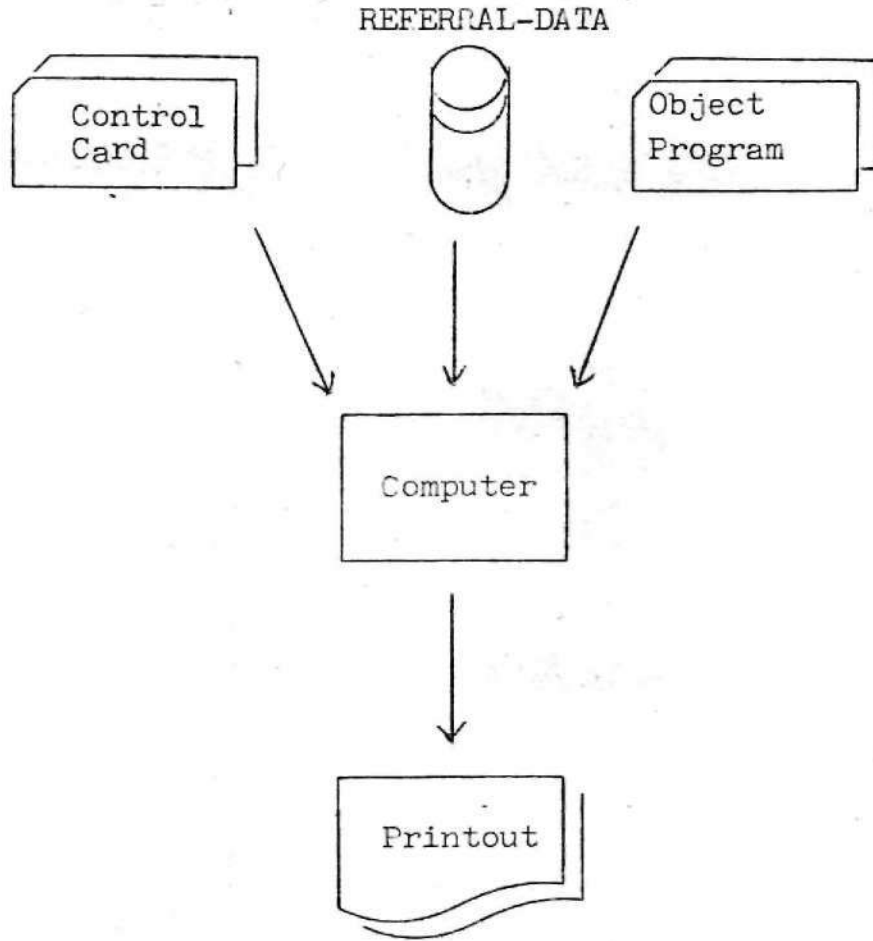 REFERRAL-DATA
Control
Card
Object
Program
Computer
Printout